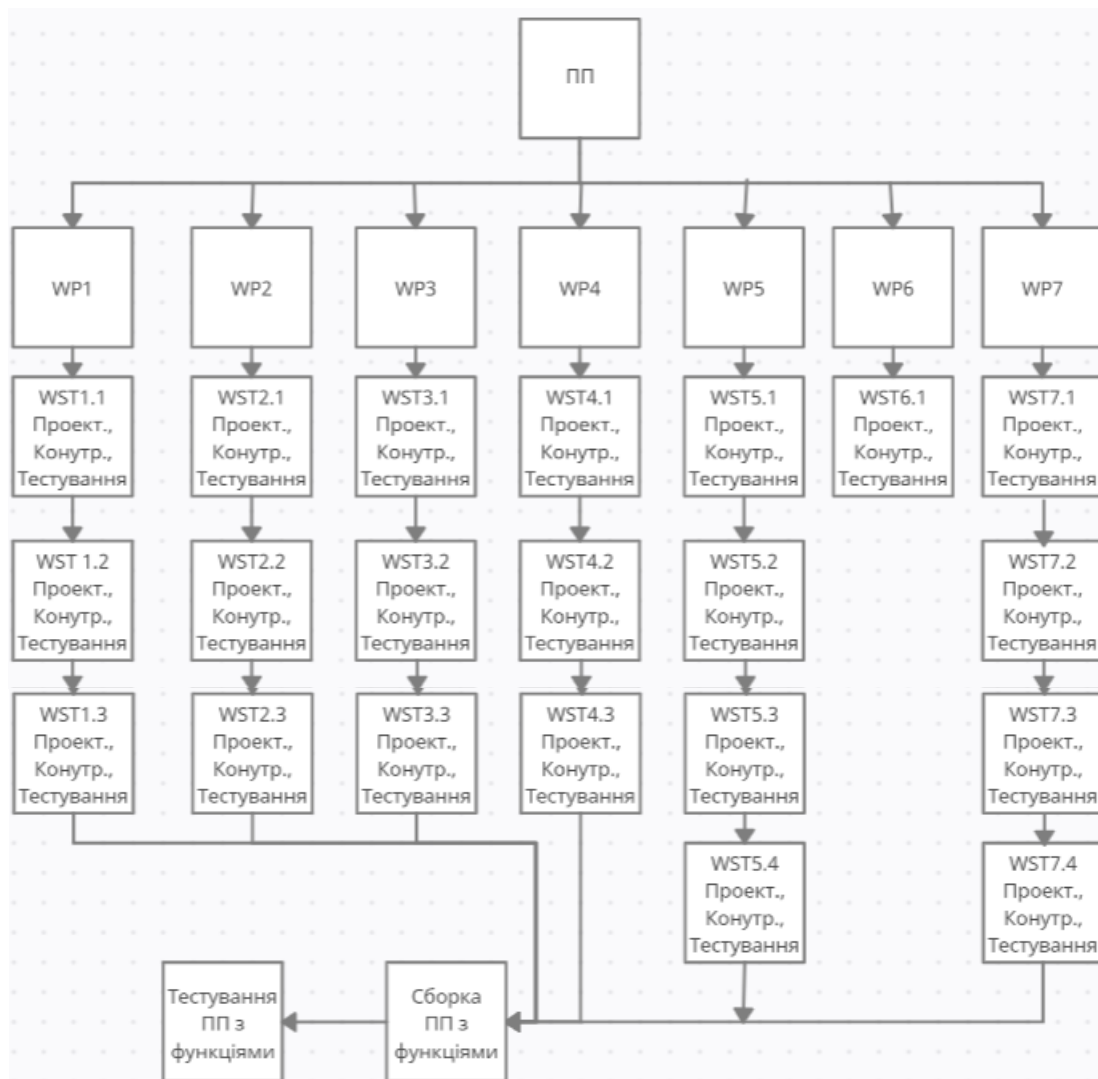 ПП
WP1
WP2
WP3
WP4
WP5
WP6
WP7
WST1.1
Проект.,
Конутр.,
Тестування
WST2.1
Проект.,
Конутр.,
Тестування
WST3.1
Проект.,
Конутр.,
Тестування
WST4.1
Проект.,
Конутр.,
Тестування
WST5.1
Проект.,
Конутр.,
Тестування
WST6.1
Проект.,
Конутр.,
Тестування
WST7.1
Проект.,
Конутр.,
Тестування
WST 1.2
Проект.,
Конутр.,
Тестування
WST2.2
Проект.,
Конутр.,
Тестування
WST3.2
Проект.,
Конутр.,
Тестування
WST4.2
Проект.,
Конутр.,
Тестування
WST5.2
Проект.,
Конутр.,
Тестування
WST7.2
Проект.,
Конутр.,
Тестування
WST1.3
Проект.,
Конутр.,
Тестування
WST2.3
Проект.,
Конутр.,
Тестування
WST3.3
Проект.,
Конутр.,
Тестування
WST4.3
Проект.,
Конутр.,
Тестування
WST5.3
Проект.,
Конутр.,
Тестування
WST7.3
Проект.,
Конутр.,
Тестування
WST5.4
Проект.,
Конутр.,
Тестування
WST7.4
Проект.,
Конутр.,
Тестування
Тестування
ПП з
функціями
Сборка
ПП з
функціями